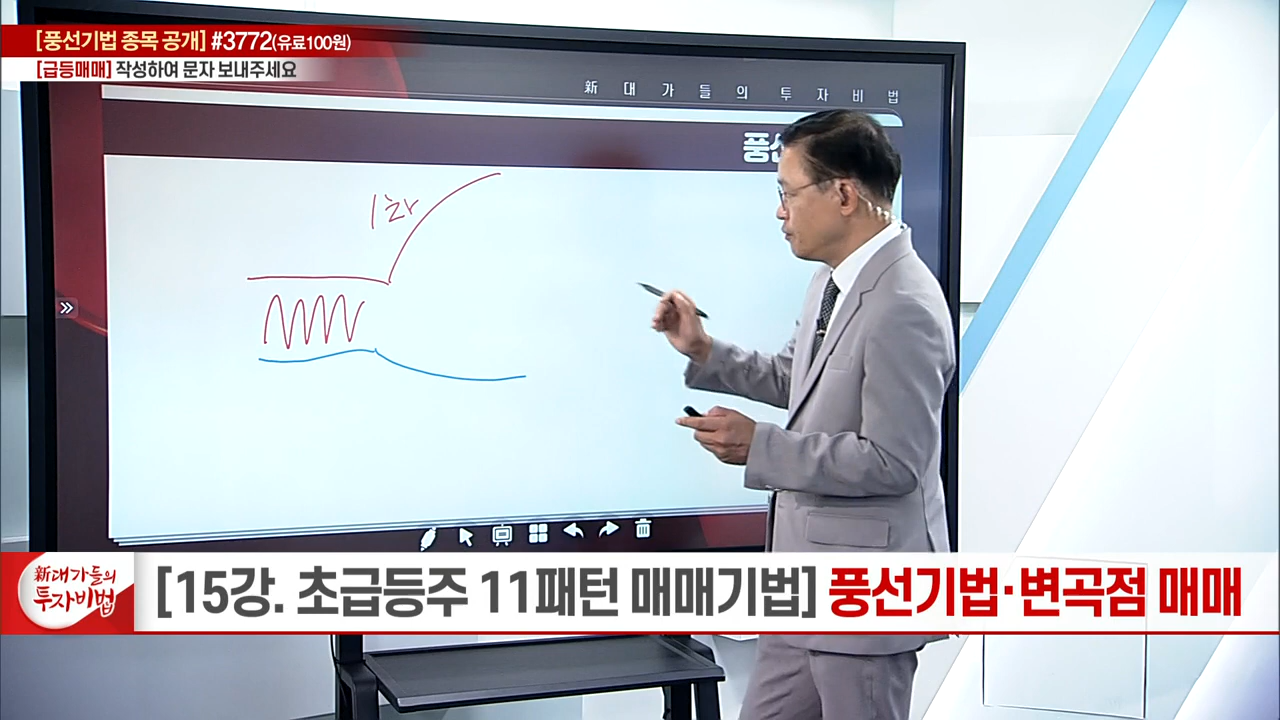 [풍선기법 종목 공개] #3772(유료100원)
[급등매매] 작성하여 문자 보내주세요
新 대 가 들 의 투 자 비 법
풍선
1차
新대가들의
투자비법
[15강. 초급등주 11패턴 매매기법] 풍선기법·변곡점 매매